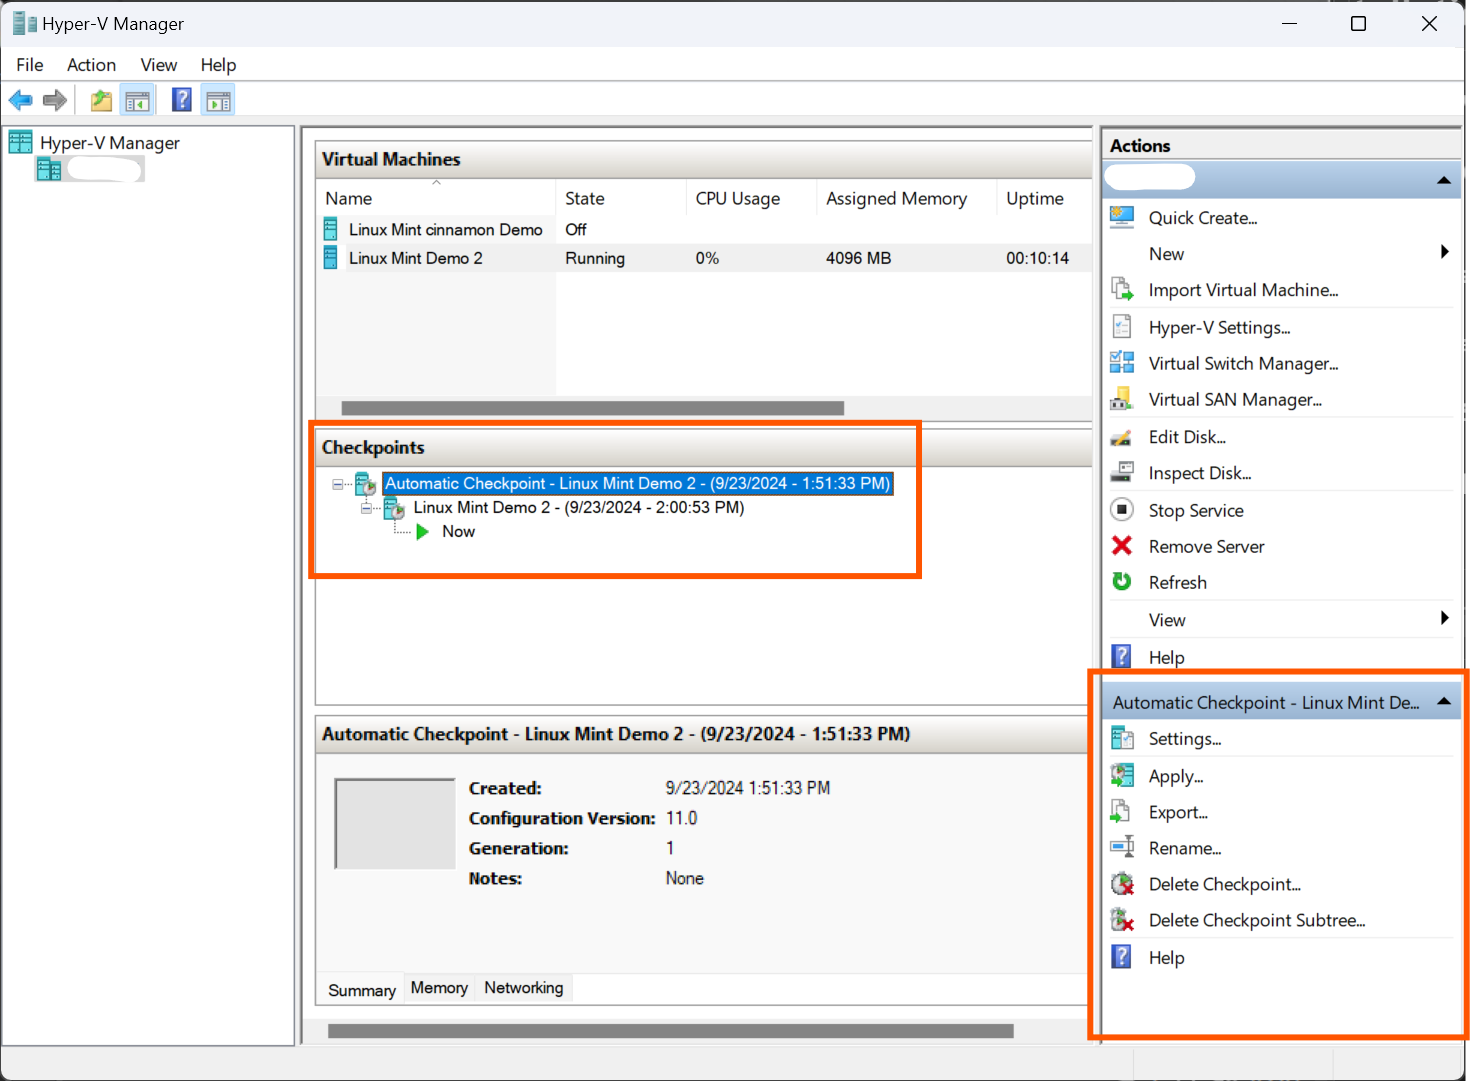 Hyper-V Manager
File Action View Help
Hyper-V Manager
Virtual Machines
Name State CPU Usage Assigned Memory Uptime
Linux Mint cinnamon Demo Off
Linux Mint Demo 2 Running 0% 4096 MB 00:10:14
Checkpoints
Automatic Checkpoint - Linux Mint Demo 2 - (9/23/2024 - 1:51:33 PM)
Linux Mint Demo 2 - (9/23/2024 - 2:00:53 PM)
Now
Automatic Checkpoint - Linux Mint Demo 2 - (9/23/2024 - 1:51:33 PM)
Created: 9/23/2024 1:51:33 PM
Configuration Version: 11.0
Generation: 1
Notes: None
Summary Memory Networking
Actions
Quick Create...
New
Import Virtual Machine...
Hyper-V Settings...
Virtual Switch Manager...
Virtual SAN Manager...
Edit Disk...
Inspect Disk...
Stop Service
Remove Server
Refresh
View
Help
Automatic Checkpoint - Linux Mint De...
Settings...
Apply...
Export...
Rename...
Delete Checkpoint...
Delete Checkpoint Subtree...
Help